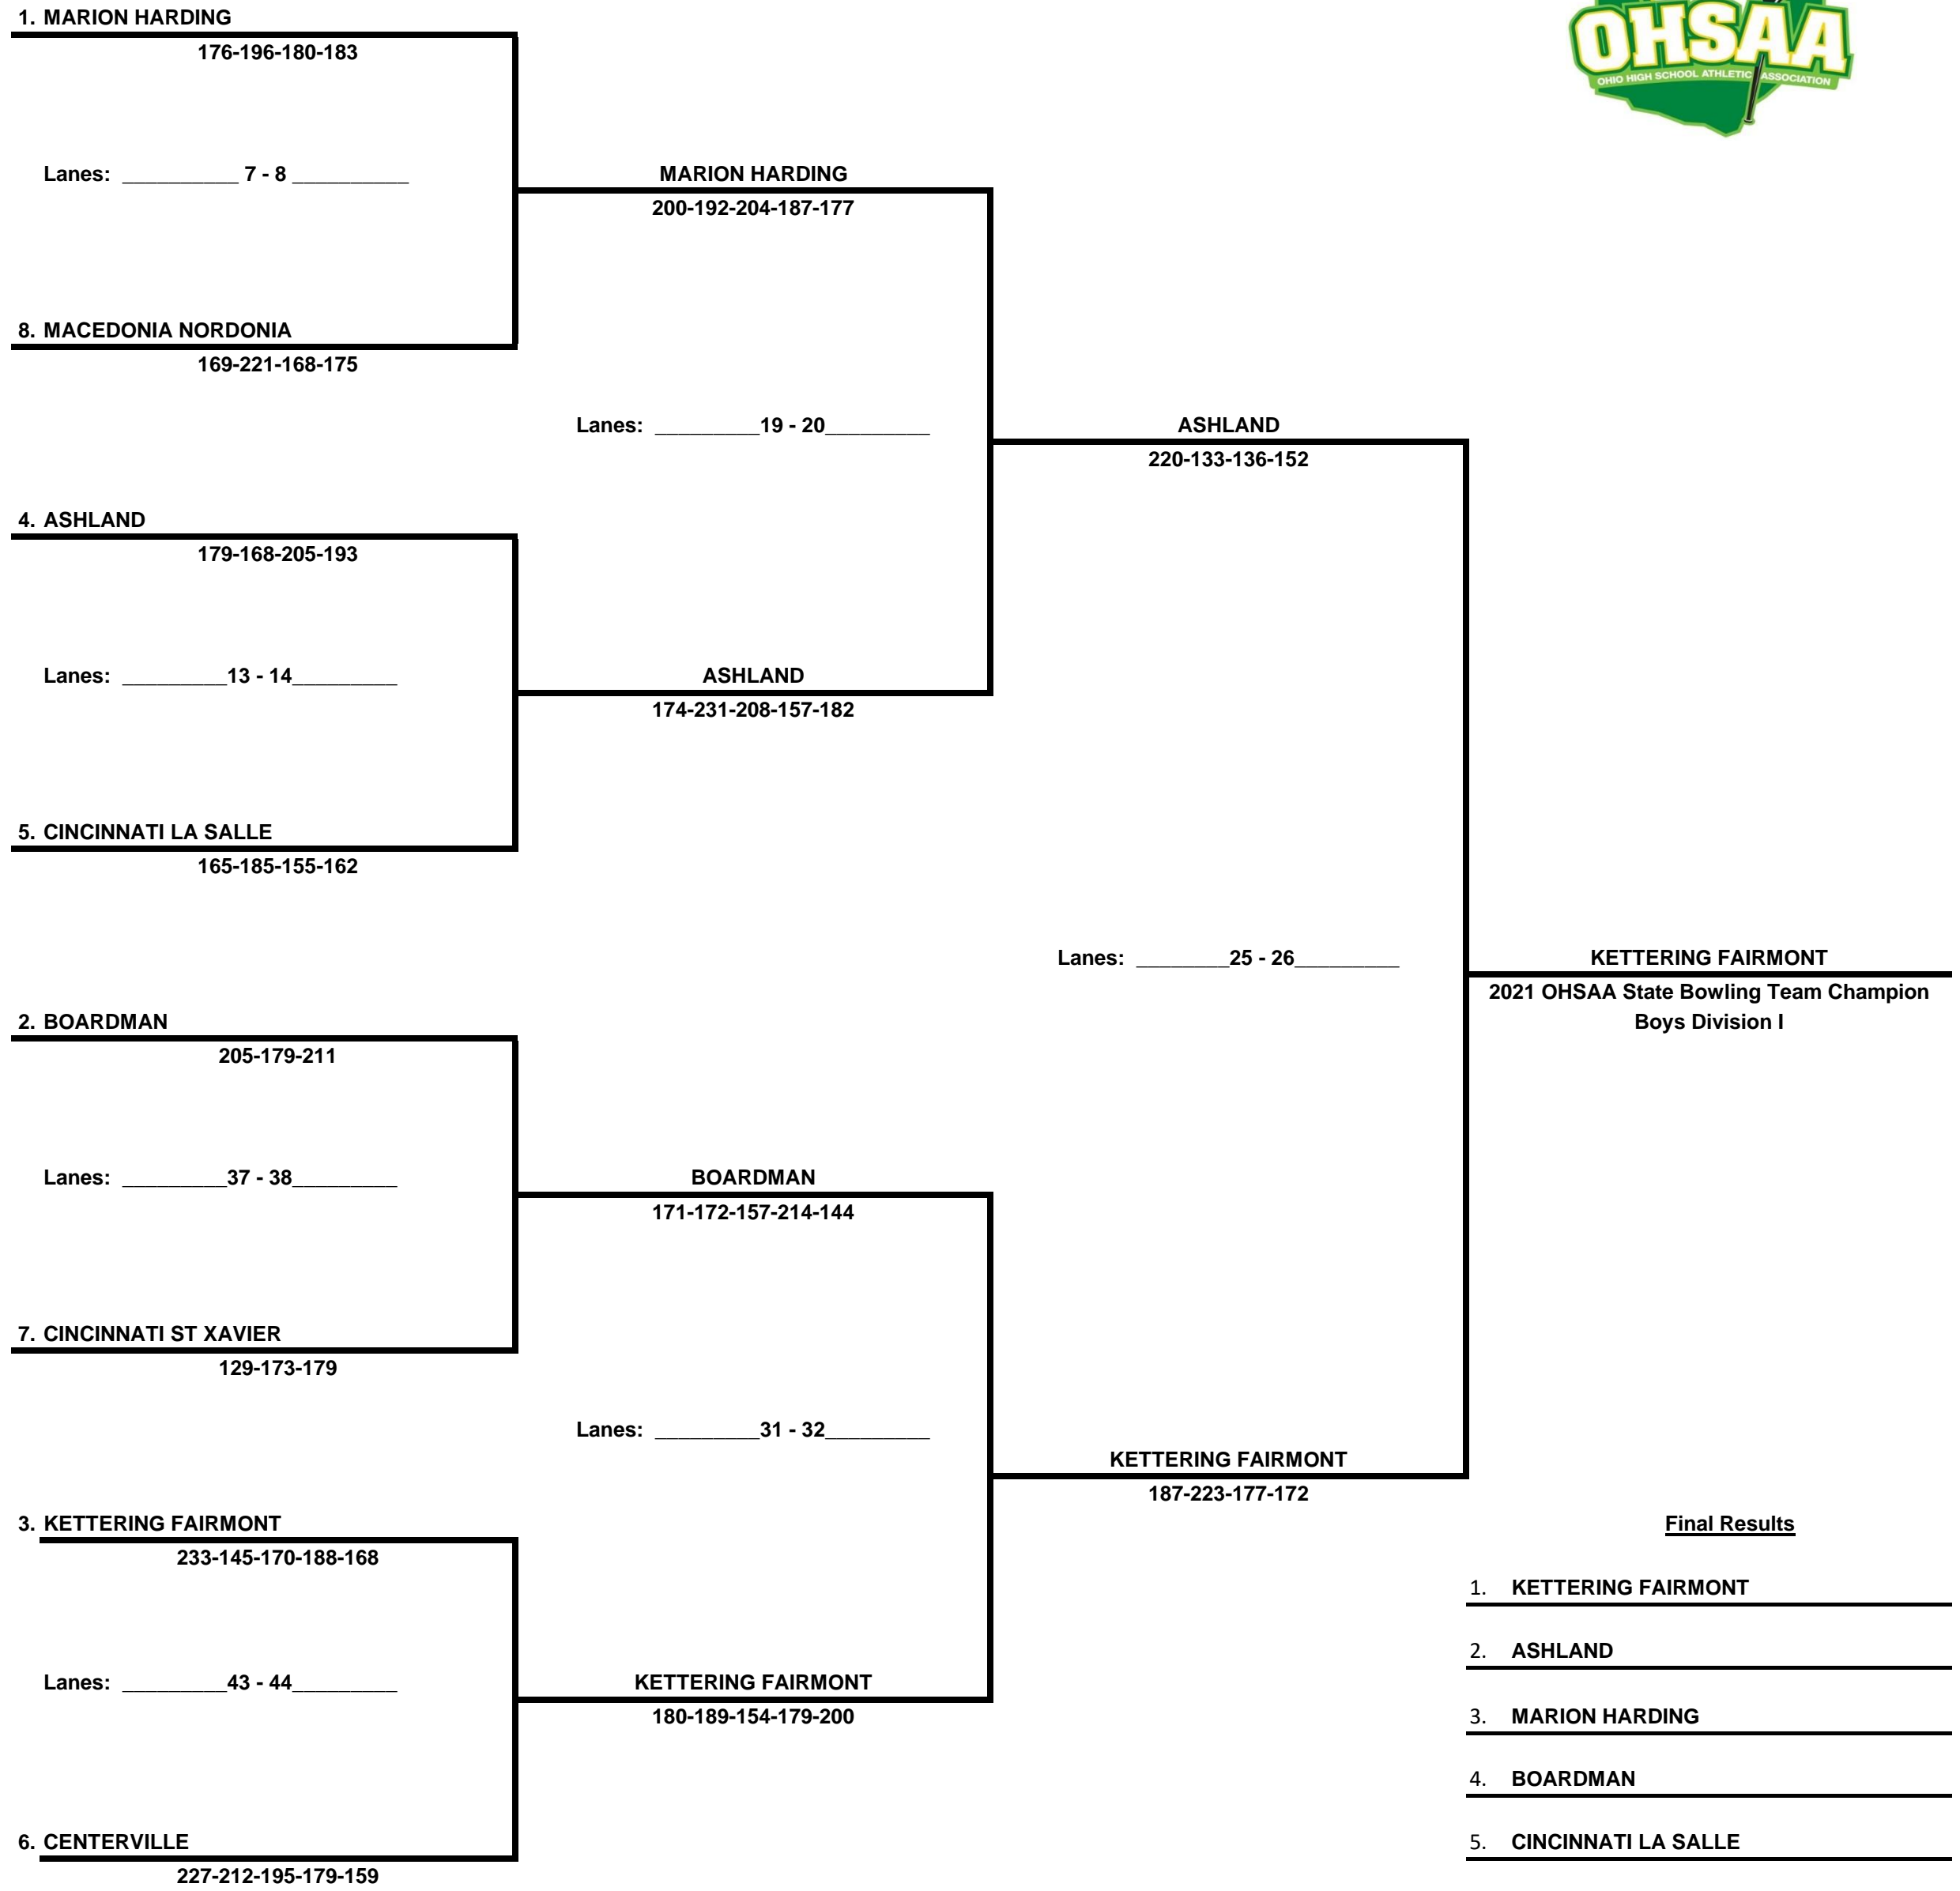 1. MARION HARDING
176-196-180-183
Lanes: __________ 7 - 8 __________
8. MACEDONIA NORDONIA
169-221-168-175
4. ASHLAND
179-168-205-193
Lanes: _________13 - 14_________
5. CINCINNATI LA SALLE
165-185-155-162
2. BOARDMAN
205-179-211
Lanes: _________37 - 38_________
7. CINCINNATI ST XAVIER
129-173-179
3. KETTERING FAIRMONT
233-145-170-188-168
Lanes: _________43 - 44_________
6. CENTERVILLE
227-212-195-179-159
MARION HARDING
200-192-204-187-177
Lanes: _________19 - 20_________
ASHLAND
174-231-208-157-182
BOARDMAN
171-172-157-214-144
Lanes: _________31 - 32_________
KETTERING FAIRMONT
180-189-154-179-200
ASHLAND
220-133-136-152
Lanes: ________25 - 26_________
KETTERING FAIRMONT
187-223-177-172
OHSAA
OHIO HIGH SCHOOL ATHLETIC ASSOCIATION
KETTERING FAIRMONT
2021 OHSAA State Bowling Team Champion
Boys Division I
Final Results
1. KETTERING FAIRMONT
2. ASHLAND
3. MARION HARDING
4. BOARDMAN
5. CINCINNATI LA SALLE